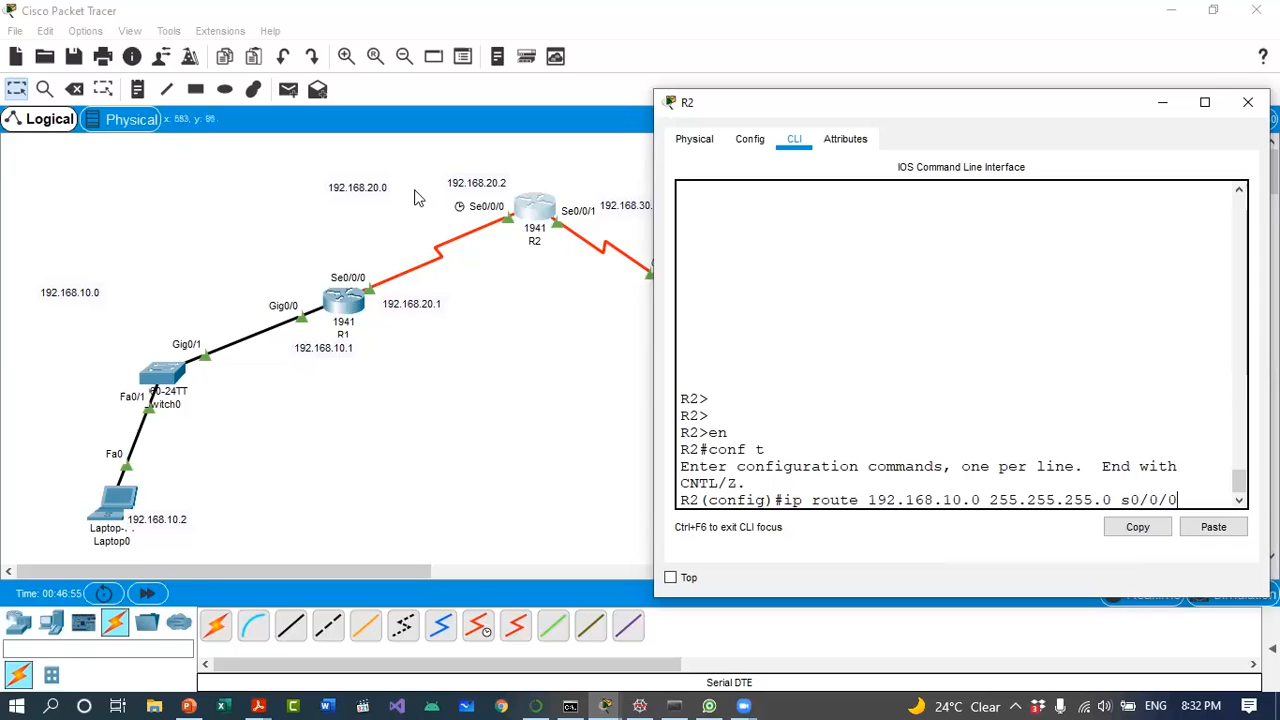 Cisco Packet Tracer
File Edit Options View Tools Extensions Help
Logical Physical x: 583, y: 95
R2
Physical Config CLI Attributes
IOS Command Line Interface
192.168.20.0
192.168.20.2
Se0/0/0
Se0/0/1
192.168.30.
1941
R2
192.168.10.0
Se0/0/0
Gig0/0
192.168.20.1
1941
R1
192.168.10.1
Gig0/1
Fa0/1
60-24TT
witch0
Fa0
192.168.10.2
Laptop-
Laptop0
R2>
R2>
R2>en
R2#conf t
Enter configuration commands, one per line. End with
CNTL/Z.
R2(config)#ip route 192.168.10.0 255.255.255.0 s0/0/0
Ctrl+F6 to exit CLI focus
Copy Paste
Top
Time: 00:46:55
Serial DTE
24°C Clear ENG 8:32 PM